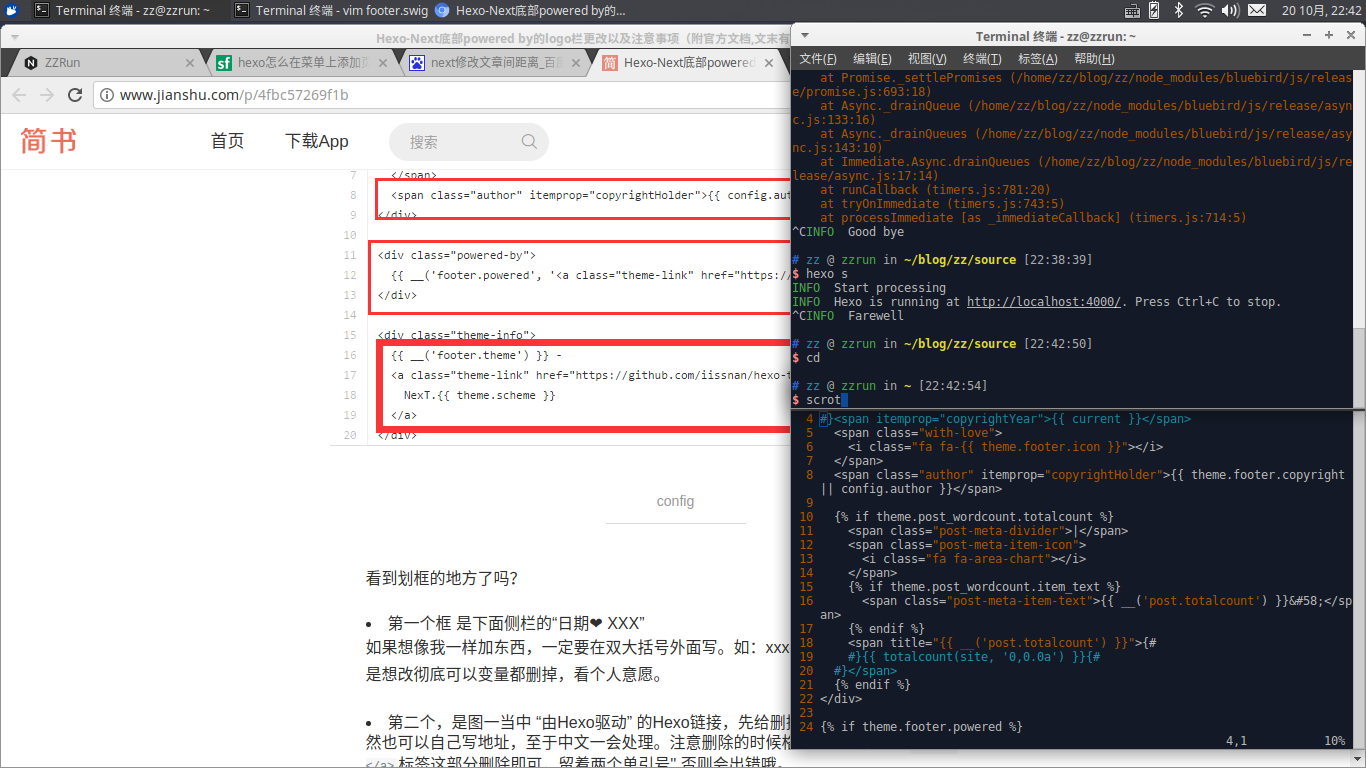 Terminal 终端 - zz@zzrun: ~
Terminal 终端 - vim footer.swig
Hexo-Next底部powered by的...
20 10月, 22:42
Hexo-Next底部powered by的logo栏更改以及注意事项（附官方文档,文末有
ZZRun
hexo怎么在菜单上添加页
next修改文章间距离_百度
Hexo-Next底部powered
www.jianshu.com/p/4fbc57269f1b
简书
首页
下载App
搜索
7 </span>
8 <span class="author" itemprop="copyrightHolder">{{ config.aut
9 </div>
10
11 <div class="powered-by">
12 {{ __('footer.powered', '<a class="theme-link" href="https:/
13 </div>
14
15 <div class="theme-info">
16 {{ __('footer.theme') }} -
17 <a class="theme-link" href="https://github.com/iissnan/hexo-t
18 NexT.{{ theme.scheme }}
19 </a>
20 </div>
config
看到划框的地方了吗？
• 第一个框 是下面侧栏的“日期❤ XXX”
如果想像我一样加东西，一定要在双大括号外面写。如：xxx
是想改彻底可以变量都删掉，看个人意愿。
• 第二个，是图一当中 “由Hexo驱动” 的Hexo链接，先给删掉
然也可以自己写地址，至于中文一会处理。注意删除的时候格
</a> 标签这部分删除即可，留着两个单引号'' 否则会出错哦。
Terminal 终端 - zz@zzrun: ~
文件(F) 编辑(E) 视图(V) 终端(T) 标签(A) 帮助(H)
at Promise._settlePromises (/home/zz/blog/zz/node_modules/bluebird/js/releas
e/promise.js:693:18)
at Async._drainQueue (/home/zz/blog/zz/node_modules/bluebird/js/release/asyn
c.js:133:16)
at Async._drainQueues (/home/zz/blog/zz/node_modules/bluebird/js/release/asy
nc.js:143:10)
at Immediate.Async.drainQueues (/home/zz/blog/zz/node_modules/bluebird/js/re
lease/async.js:17:14)
at runCallback (timers.js:781:20)
at tryOnImmediate (timers.js:743:5)
at processImmediate [as _immediateCallback] (timers.js:714:5)
^CINFO  Good bye
# zz @ zzrun in ~/blog/zz/source [22:38:39]
$ hexo s
INFO  Start processing
INFO  Hexo is running at http://localhost:4000/. Press Ctrl+C to stop.
^CINFO  Farewell
# zz @ zzrun in ~/blog/zz/source [22:42:50]
$ cd
# zz @ zzrun in ~ [22:42:54]
$ scrot
4 #}<span itemprop="copyrightYear">{{ current }}</span>
5 <span class="with-love">
6 <i class="fa fa-{{ theme.footer.icon }}"></i>
7 </span>
8 <span class="author" itemprop="copyrightHolder">{{ theme.footer.copyright
|| config.author }}</span>
9
10 {% if theme.post_wordcount.totalcount %}
11 <span class="post-meta-divider">|</span>
12 <span class="post-meta-item-icon">
13 <i class="fa fa-area-chart"></i>
14 </span>
15 {% if theme.post_wordcount.item_text %}
16 <span class="post-meta-item-text">{{ __('post.totalcount') }}&#58;</sp
an>
17 {% endif %}
18 <span title="{{ __('post.totalcount') }}">{#
19 #}{{ totalcount(site, '0,0.0a') }}{#
20 #}</span>
21 {% endif %}
22 </div>
23
24 {% if theme.footer.powered %}
4,1 10%